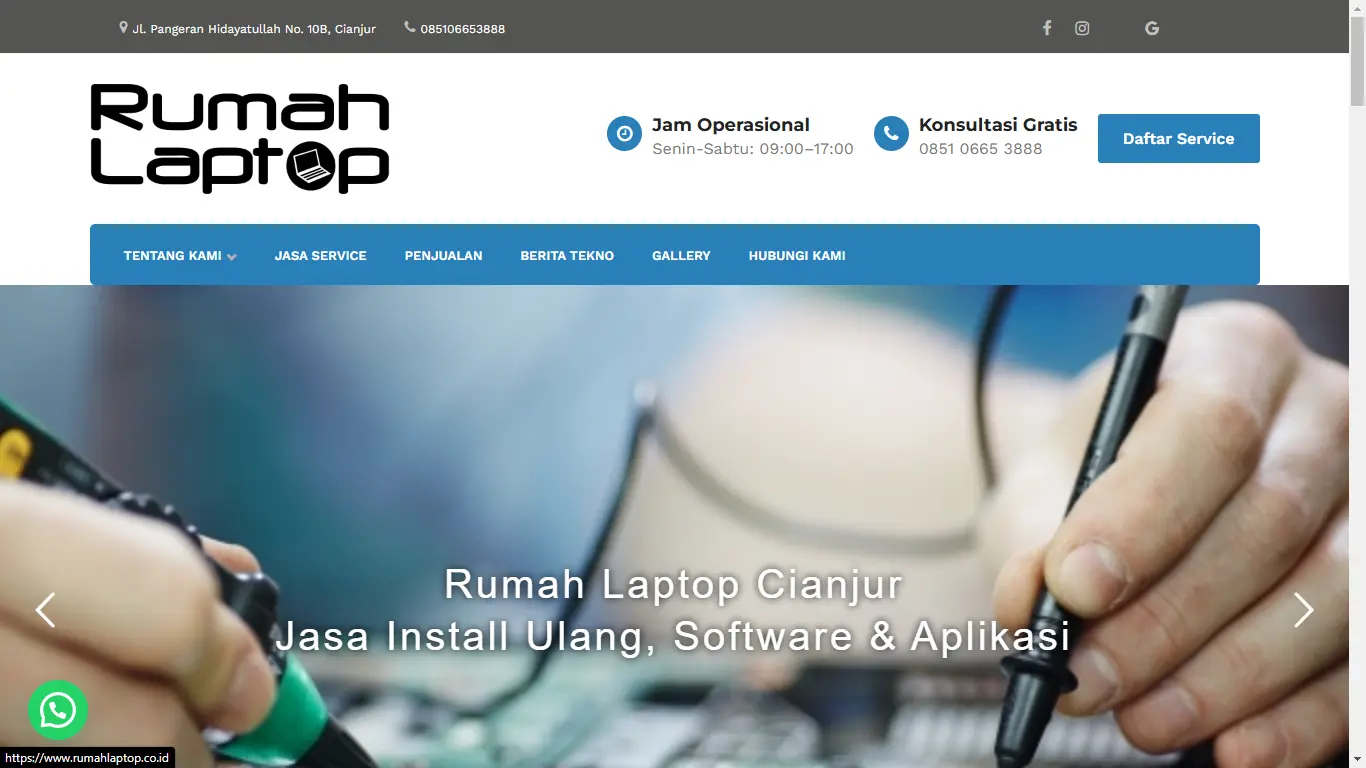 Jl. Pangeran Hidayatullah No. 10B, Cianjur
085106653888
Rumah
Laptop
Jam Operasional
Senin-Sabtu: 09:00–17:00
Konsultasi Gratis
0851 0665 3888
Daftar Service
TENTANG KAMI
JASA SERVICE
PENJUALAN
BERITA TEKNO
GALLERY
HUBUNGI KAMI
Rumah Laptop Cianjur
Jasa Install Ulang, Software & Aplikasi
https://www.rumahlaptop.co.id